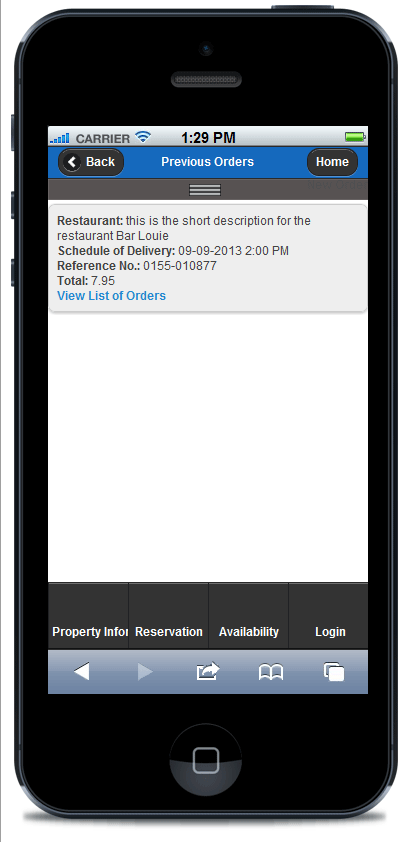 CARRIER 1:29 PM
Back Previous Orders Home
Restaurant: this is the short description for the
restaurant Bar Louie
Schedule of Delivery: 09-09-2013 2:00 PM
Reference No.: 0155-010877
Total: 7.95
View List of Orders
Property Infor Reservation Availability Login